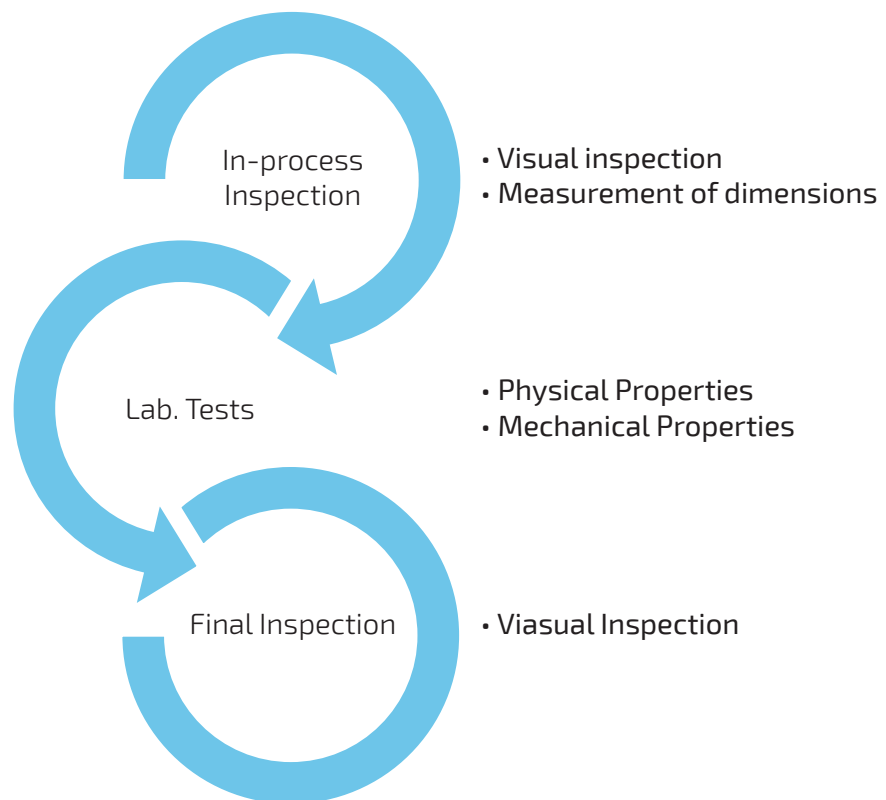 In-process
Inspection
• Visual inspection
• Measurement of dimensions
Lab. Tests
• Physical Properties
• Mechanical Properties
Final Inspection
• Viasual Inspection